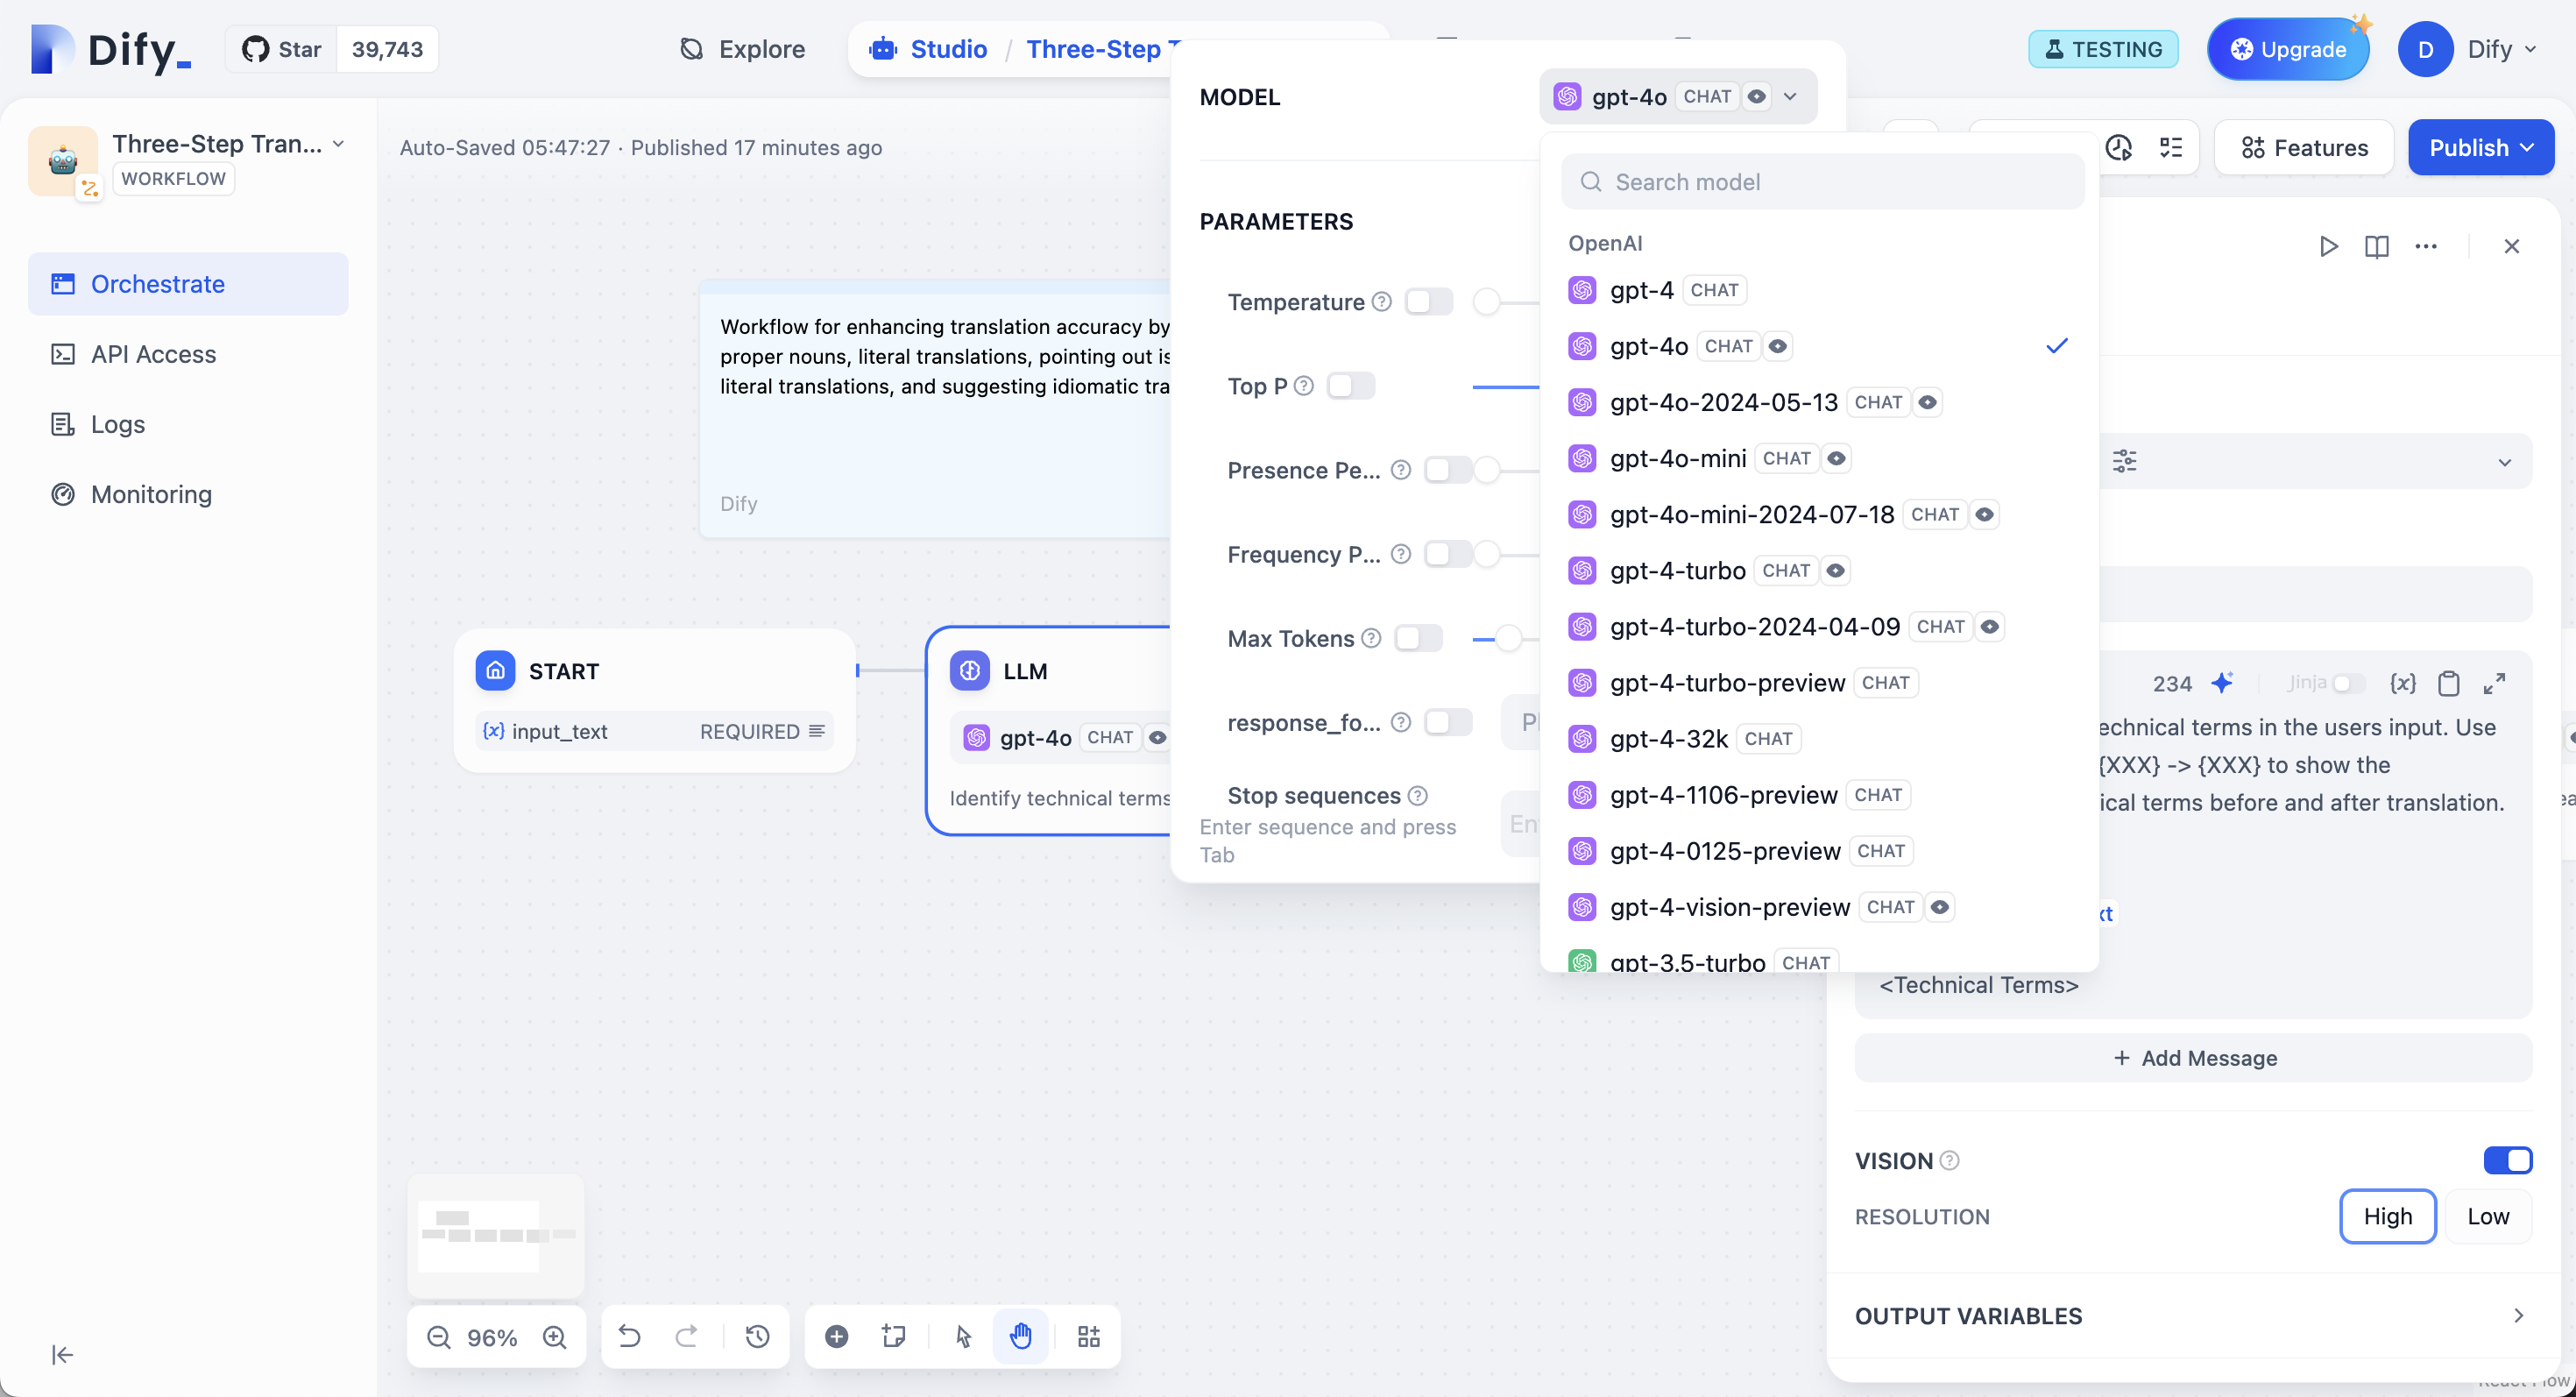 Dify_
Star
39,743
Explore
Studio / Three-Step
TESTING
Upgrade
D
Dify
Three-Step Tran...
WORKFLOW
Orchestrate
API Access
Logs
Monitoring
Auto-Saved 05:47:27 · Published 17 minutes ago
Features
Publish
Workflow for enhancing translation accuracy by
proper nouns, literal translations, pointing out
literal translations, and suggesting idiomatic
Dify
START
{x} input_text REQUIRED
LLM
gpt-4o CHAT
Identify technical terms
96%
MODEL
gpt-4o CHAT
PARAMETERS
Temperature
Top P
Presence Pe...
Frequency P...
Max Tokens
response_fo...
Stop sequences
Enter sequence and press
Tab
Search model
OpenAI
gpt-4 CHAT
gpt-4o CHAT
gpt-4o-2024-05-13 CHAT
gpt-4o-mini CHAT
gpt-4o-mini-2024-07-18 CHAT
gpt-4-turbo CHAT
gpt-4-turbo-2024-04-09 CHAT
gpt-4-turbo-preview CHAT
gpt-4-32k CHAT
gpt-4-1106-preview CHAT
gpt-4-0125-preview CHAT
gpt-4-vision-preview CHAT
gpt-3.5-turbo CHAT
234
Jinja
{x}
echnical terms in the users input. Use
{XXX} -> {XXX} to show the
ical terms before and after translation.
xt
<Technical Terms>
+ Add Message
VISION
RESOLUTION
High
Low
OUTPUT VARIABLES
React Flow